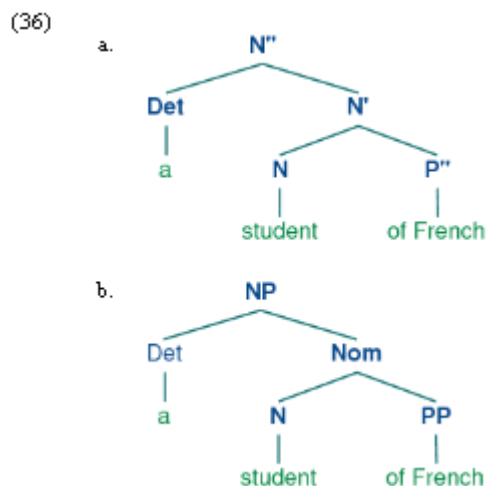 (36)
a.
N"
Det N'
a N P"
student of French
b.
NP
Det Nom
a N PP
student of French